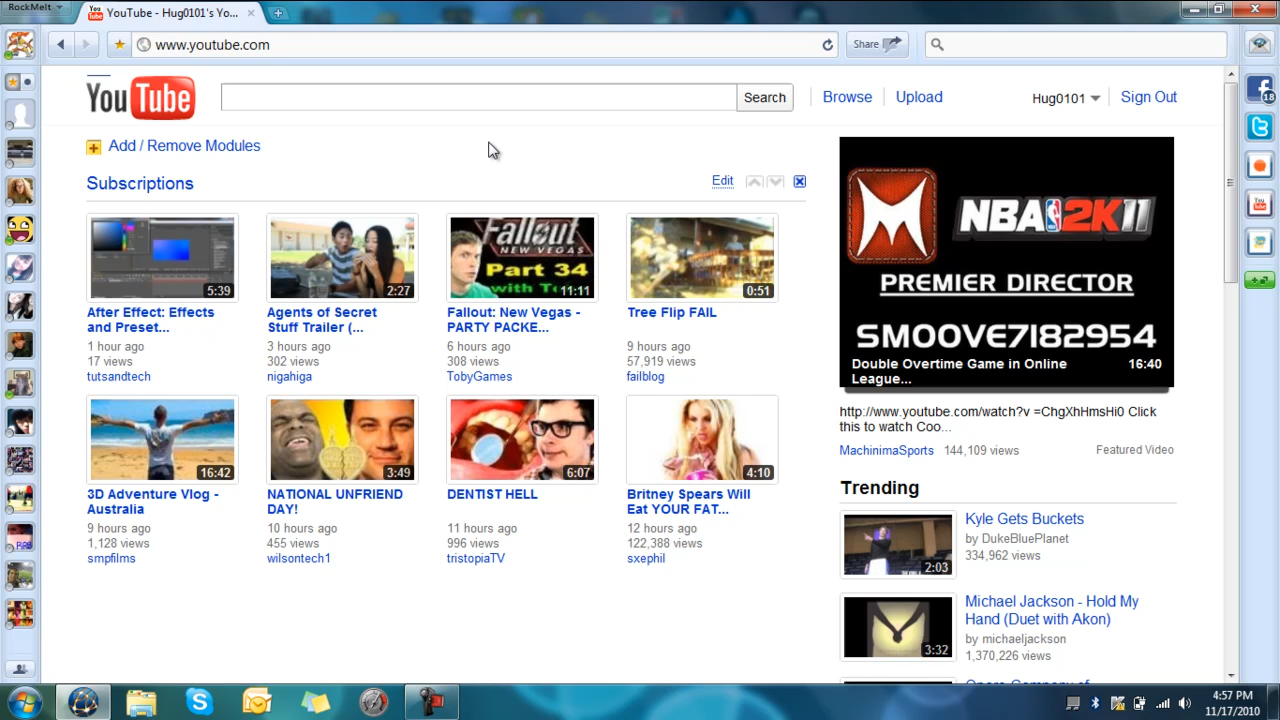 RockMelt
YouTube - Hug0101's Yo...
www.youtube.com
Share
18
YouTube
Search
Browse
Upload
Hug0101
Sign Out
Add / Remove Modules
Subscriptions
Edit
5:39
After Effect: Effects
and Preset...
1 hour ago
17 views
tutsandtech
2:27
Agents of Secret
Stuff Trailer (...
3 hours ago
302 views
nigahiga
Fallout
NEW VEGAS
Part 34
11:11
Fallout: New Vegas -
PARTY PACKE...
6 hours ago
308 views
TobyGames
0:51
Tree Flip FAIL
9 hours ago
57,919 views
failblog
16:42
3D Adventure Vlog -
Australia
9 hours ago
1,128 views
smpfilms
3:49
NATIONAL UNFRIEND
DAY!
10 hours ago
455 views
wilsontech1
6:07
DENTIST HELL
11 hours ago
996 views
tristopiaTV
4:10
Britney Spears Will
Eat YOUR FAT...
12 hours ago
122,388 views
sxephil
NBA 2K11
PREMIER DIRECTOR
SMOOVE7182954
Double Overtime Game in Online
League...
16:40
http://www.youtube.com/watch?v =ChgXhHmsHi0 Click
this to watch Coo...
MachinimaSports
144,109 views
Featured Video
Trending
2:03
Kyle Gets Buckets
by DukeBluePlanet
334,962 views
3:32
Michael Jackson - Hold My
Hand (Duet with Akon)
by michaeljackson
1,370,226 views
4:57 PM
11/17/2010